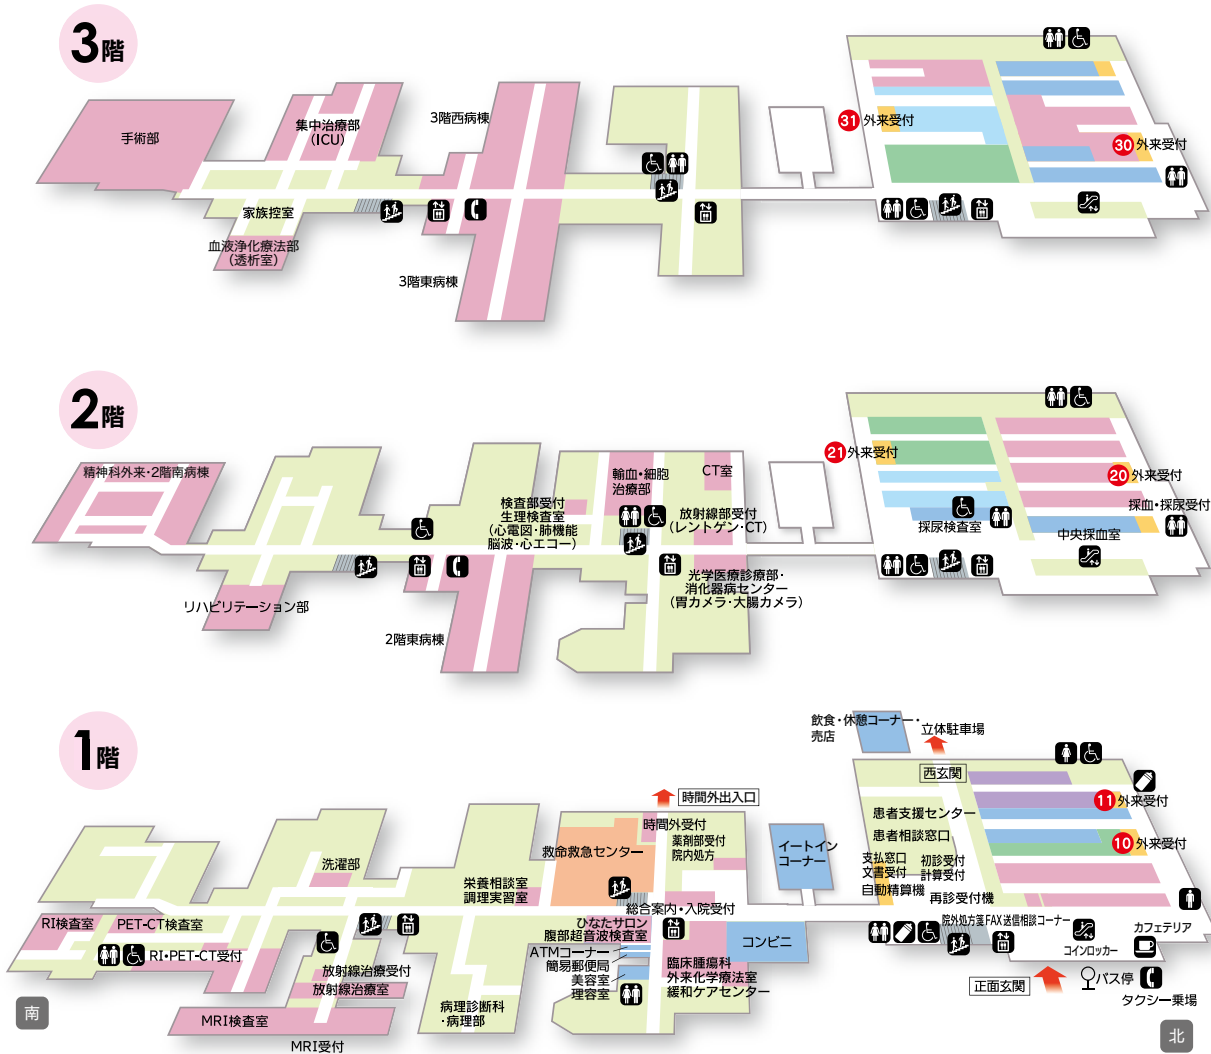 3階
手術部
集中治療部
（ICU）
3階西病棟
31 外来受付
30 外来受付
家族控室
血液浄化療法部
（透析室）
3階東病棟
2階
精神科外来・2階南病棟
検査部受付
生理検査室
（心電図・肺機能
脳波・心エコー）
輸血・細胞
治療部
CT室
放射線部受付
（レントゲン・CT）
21 外来受付
20 外来受付
採血・採尿受付
採尿検査室
中央採血室
光学医療診療部・
消化器病センター
（胃カメラ・大腸カメラ）
リハビリテーション部
2階東病棟
1階
飲食・休憩コーナー・
売店
立体駐車場
西玄関
時間外出入口
時間外受付
薬剤部受付
院内処方
救命救急センター
イートイン
コーナー
患者支援センター
患者相談窓口
11 外来受付
10 外来受付
支払窓口
文書受付
自動精算機
初診受付
計算受付
再診受付機
洗濯部
栄養相談室
調理実習室
総合案内・入院受付
院外処方箋FAX送信相談コーナー
カフェテリア
コインロッカー
RI検査室
PET-CT検査室
RI・PET-CT受付
ひなたサロン
腹部超音波検査室
ATMコーナー
簡易郵便局
美容室
理容室
コンビニ
臨床腫瘍科
外来化学療法室
緩和ケアセンター
放射線治療受付
放射線治療室
病理診断科
・病理部
MRI検査室
MRI受付
正面玄関
バス停
タクシー乗場
南
北